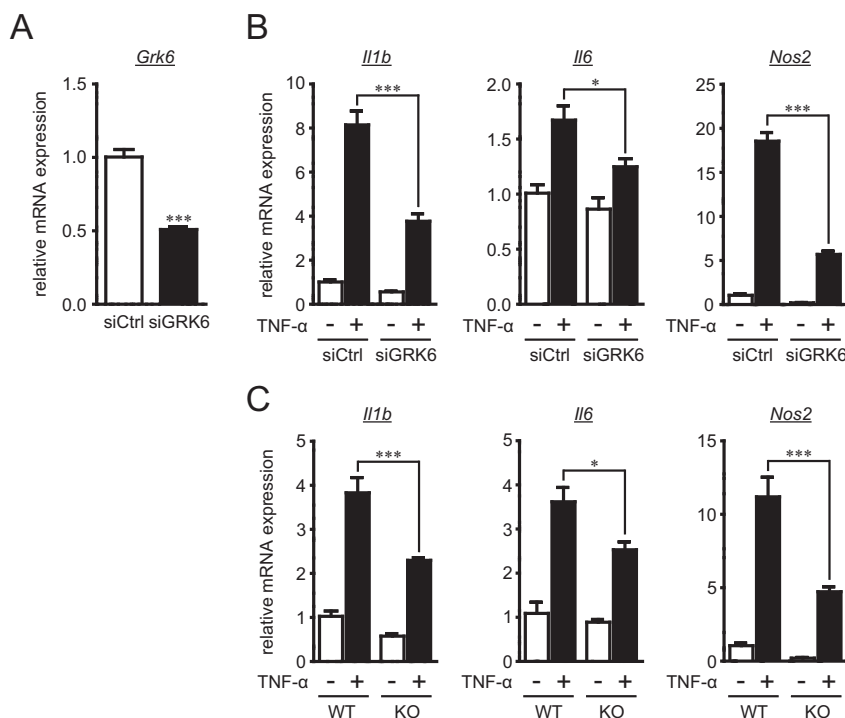 A
Grk6
relative mRNA expression
1.5
1.0
0.5
0.0
***
siCtrl siGRK6
B
Il1b
relative mRNA expression
10
8
6
4
2
0
***
TNF-α - + - +
siCtrl siGRK6
Il6
2.0
1.5
1.0
0.5
0.0
*
- + - +
siCtrl siGRK6
Nos2
25
20
15
10
5
0
***
- + - +
siCtrl siGRK6
C
Il1b
relative mRNA expression
5
4
3
2
1
0
***
TNF-α - + - +
WT KO
Il6
5
4
3
2
1
0
*
TNF-α - + - +
WT KO
Nos2
15
10
5
0
***
TNF-α - + - +
WT KO